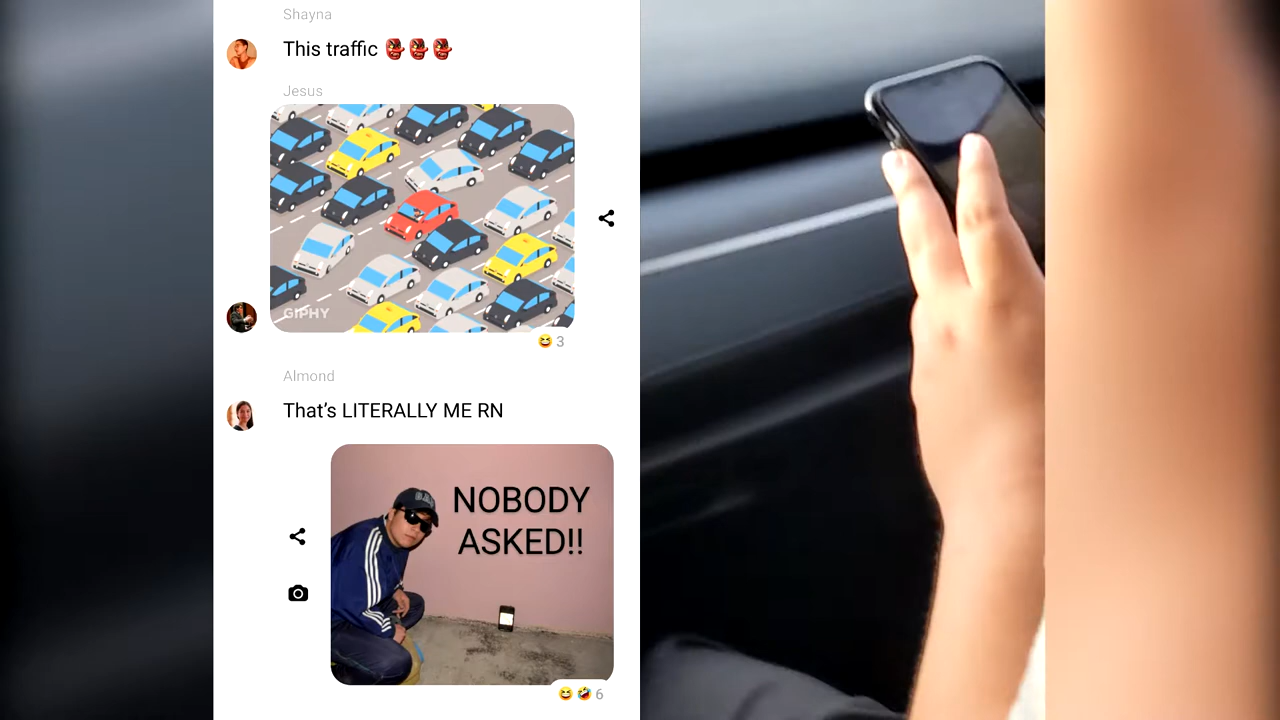 Shayna
This traffic 👺👺👺
Jesus
GIPHY
😆 3
Almond
That's LITERALLY ME RN
NOBODY
ASKED!!
😆🤣 6